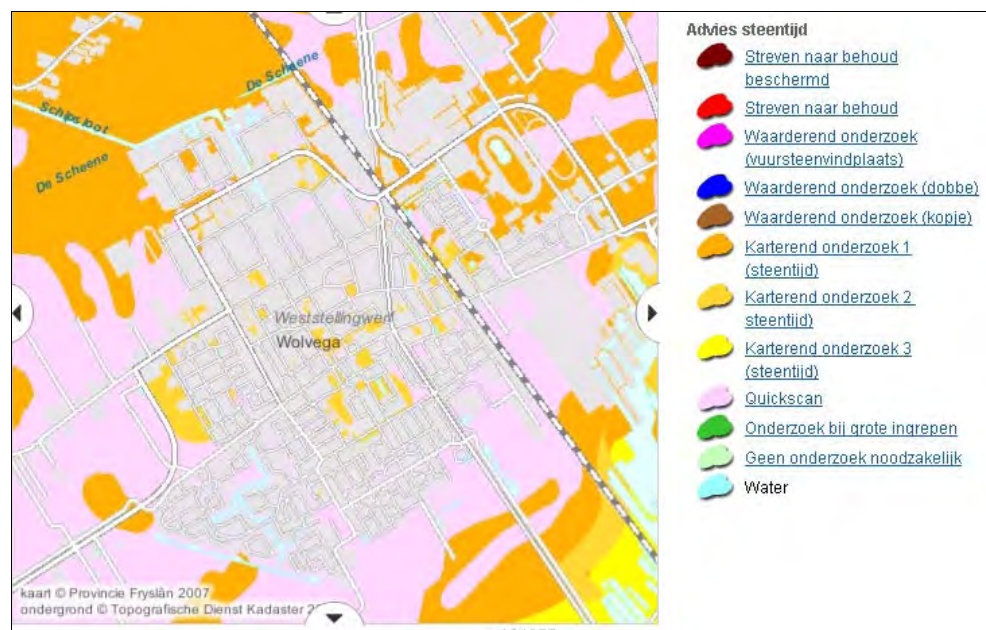 De Scheene
Schipsloot
De Scheene
Weststellingwerf
Wolvega
kaart © Provincie Fryslân 2007
ondergrond © Topografische Dienst Kadaster
Advies steentijd
Streven naar behoud
beschermd
Streven naar behoud
Waarderend onderzoek
(vuursteenvindplaats)
Waarderend onderzoek (dobbe)
Waarderend onderzoek (kopje)
Karterend onderzoek 1
(steentijd)
Karterend onderzoek 2
steentijd)
Karterend onderzoek 3
(steentijd)
Quickscan
Onderzoek bij grote ingrepen
Geen onderzoek noodzakelijk
Water